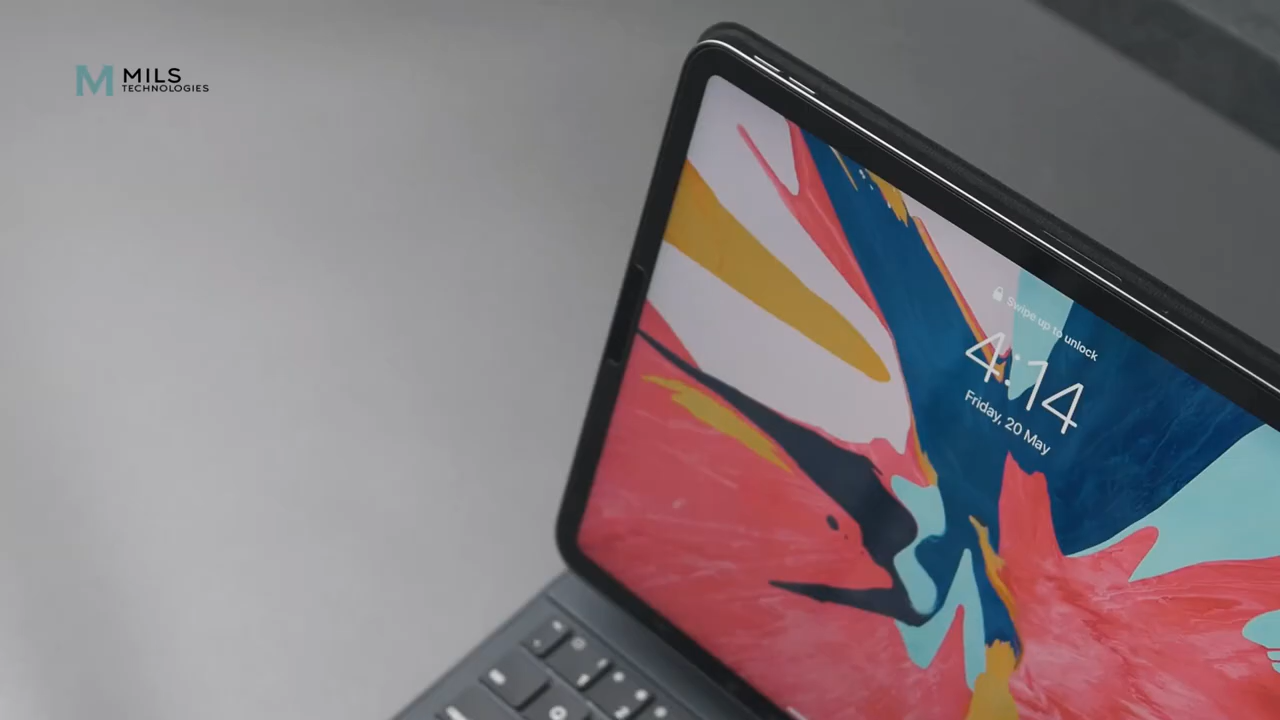 MILS
TECHNOLOGIES
Swipe up to unlock
4:14
Friday, 20 May